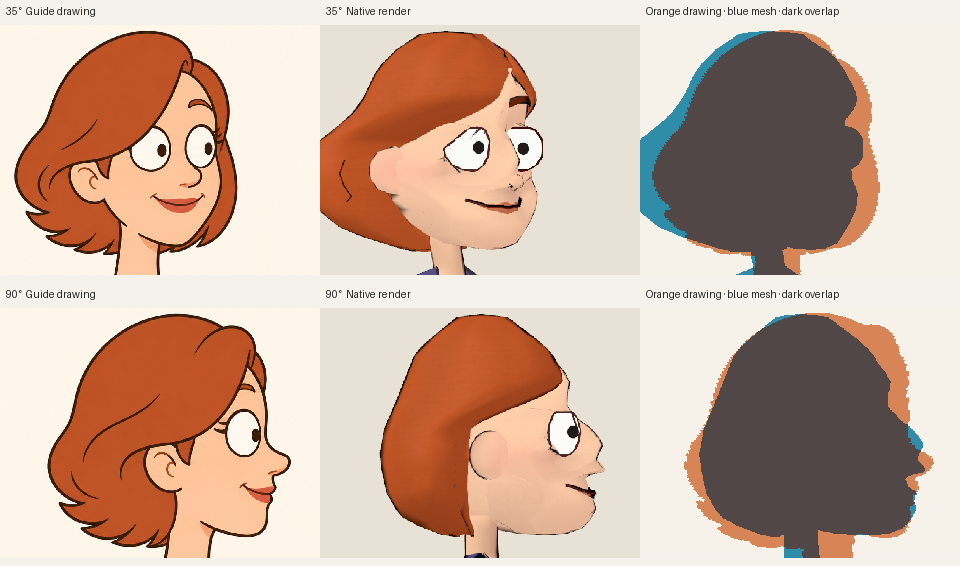 35° Guide drawing
35° Native render
Orange drawing · blue mesh · dark overlap
90° Guide drawing
90° Native render
Orange drawing · blue mesh · dark overlap